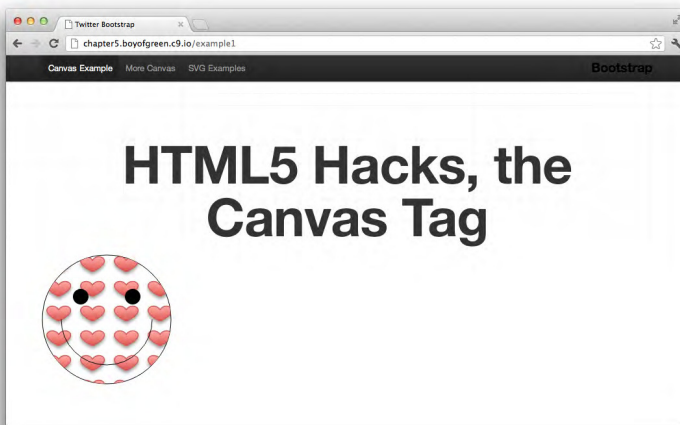 Twitter Bootstrap
chapter5.boyofgreen.c9.io/example1
Canvas Example More Canvas SVG Examples Bootstrap
HTML5 Hacks, the
Canvas Tag